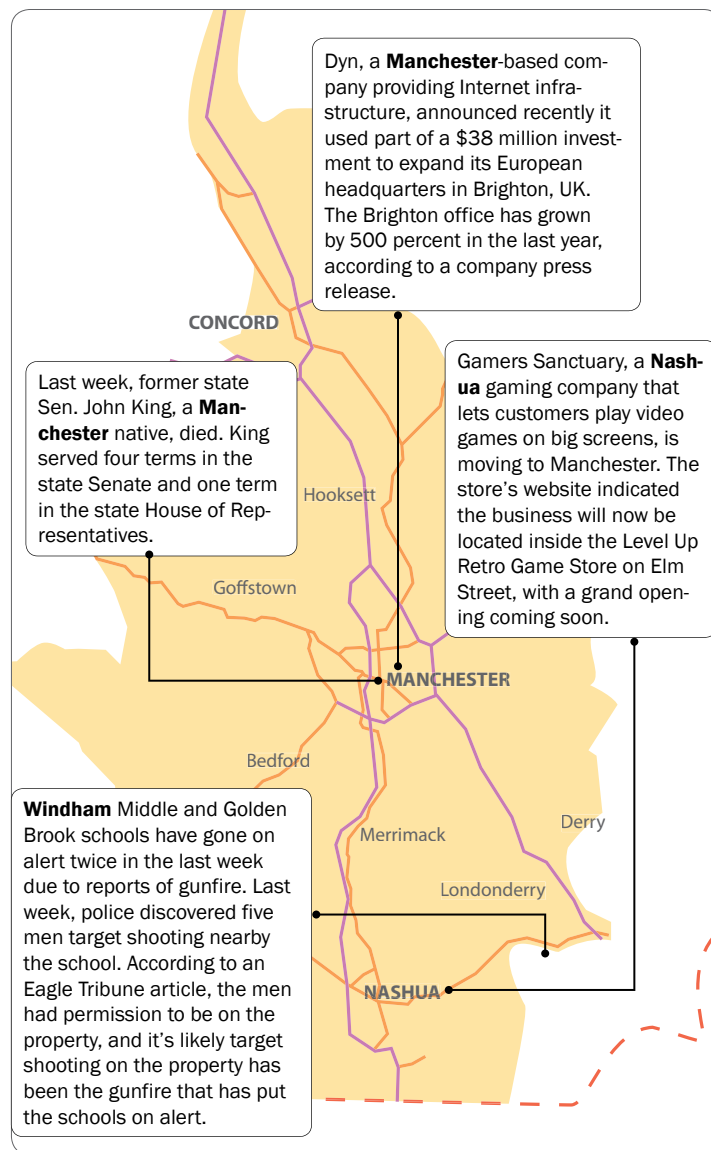 Dyn, a Manchester-based com-
pany providing Internet infra-
structure, announced recently it
used part of a $38 million invest-
ment to expand its European
headquarters in Brighton, UK.
The Brighton office has grown
by 500 percent in the last year,
according to a company press
release.
CONCORD
Gamers Sanctuary, a Nash-
ua gaming company that
lets customers play video
games on big screens, is
moving to Manchester. The
store's website indicated
the business will now be
located inside the Level Up
Retro Game Store on Elm
Street, with a grand open-
ing coming soon.
Last week, former state
Sen. John King, a Man-
chester native, died. King
served four terms in the
state Senate and one term
in the state House of Rep-
resentatives.
Hooksett
Goffstown
MANCHESTER
Bedford
Merrimack
Derry
Londonderry
NASHUA
Windham Middle and Golden
Brook schools have gone on
alert twice in the last week
due to reports of gunfire. Last
week, police discovered five
men target shooting nearby
the school. According to an
Eagle Tribune article, the men
had permission to be on the
property, and it's likely target
shooting on the property has
been the gunfire that has put
the schools on alert.